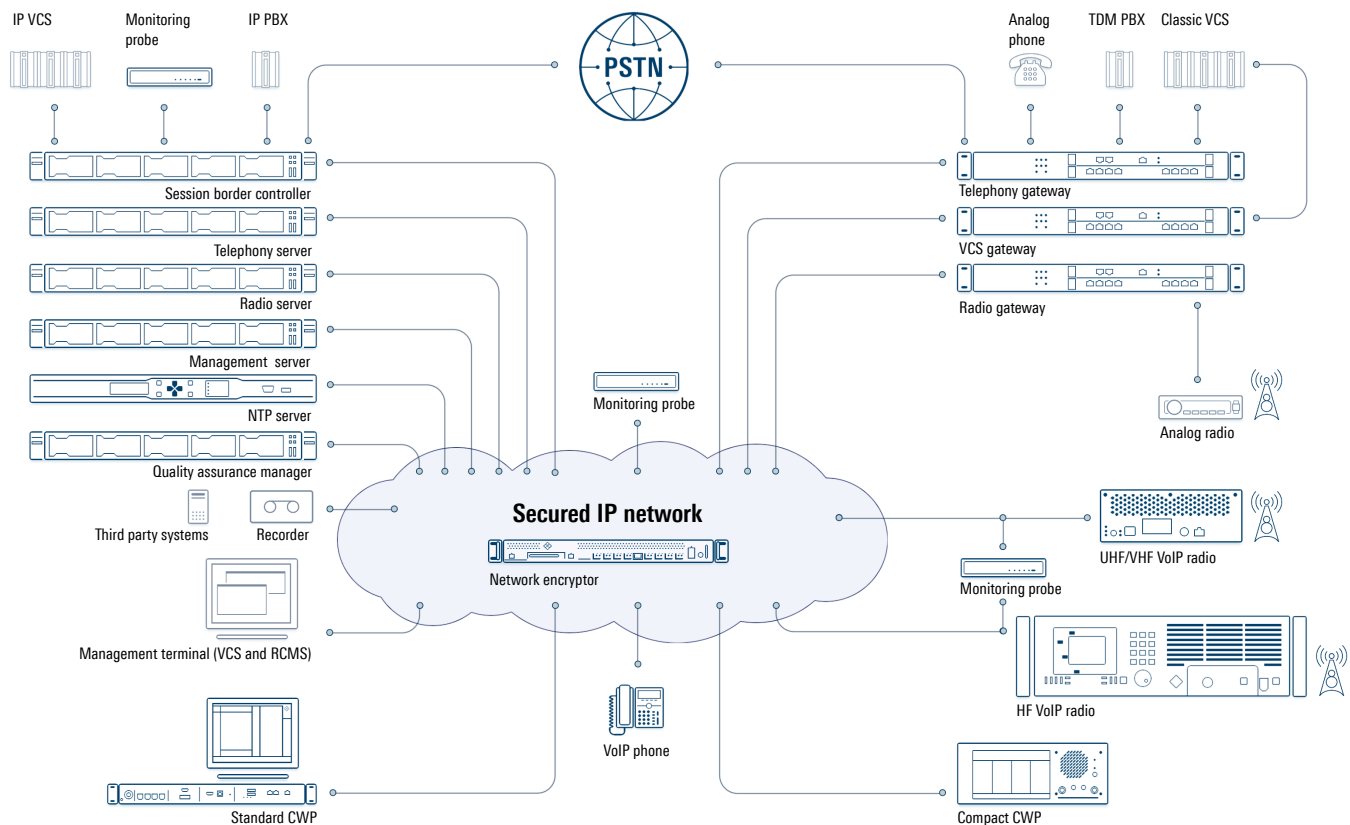 IP VCS
Monitoring
probe
IP PBX
PSTN
Analog
phone
TDM PBX
Classic VCS
Session border controller
Telephony gateway
Telephony server
VCS gateway
Radio server
Radio gateway
Management server
Monitoring probe
NTP server
Analog radio
Quality assurance manager
Secured IP network
Third party systems
Recorder
UHF/VHF VoIP radio
Network encryptor
Monitoring probe
Management terminal (VCS and RCMS)
HF VoIP radio
VoIP phone
Standard CWP
Compact CWP